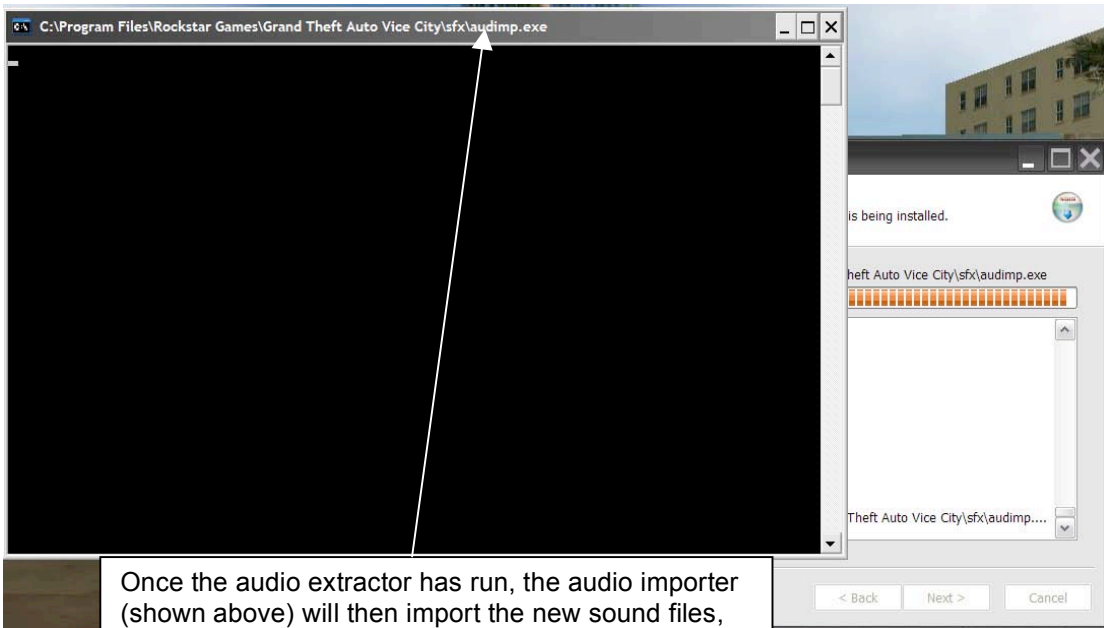 C:\Program Files\Rockstar Games\Grand Theft Auto Vice City\sfx\audimp.exe
is being installed.
heft Auto Vice City\sfx\audimp.exe
Theft Auto Vice City\sfx\audimp....
Once the audio extractor has run, the audio importer
(shown above) will then import the new sound files,
< Back Next > Cancel